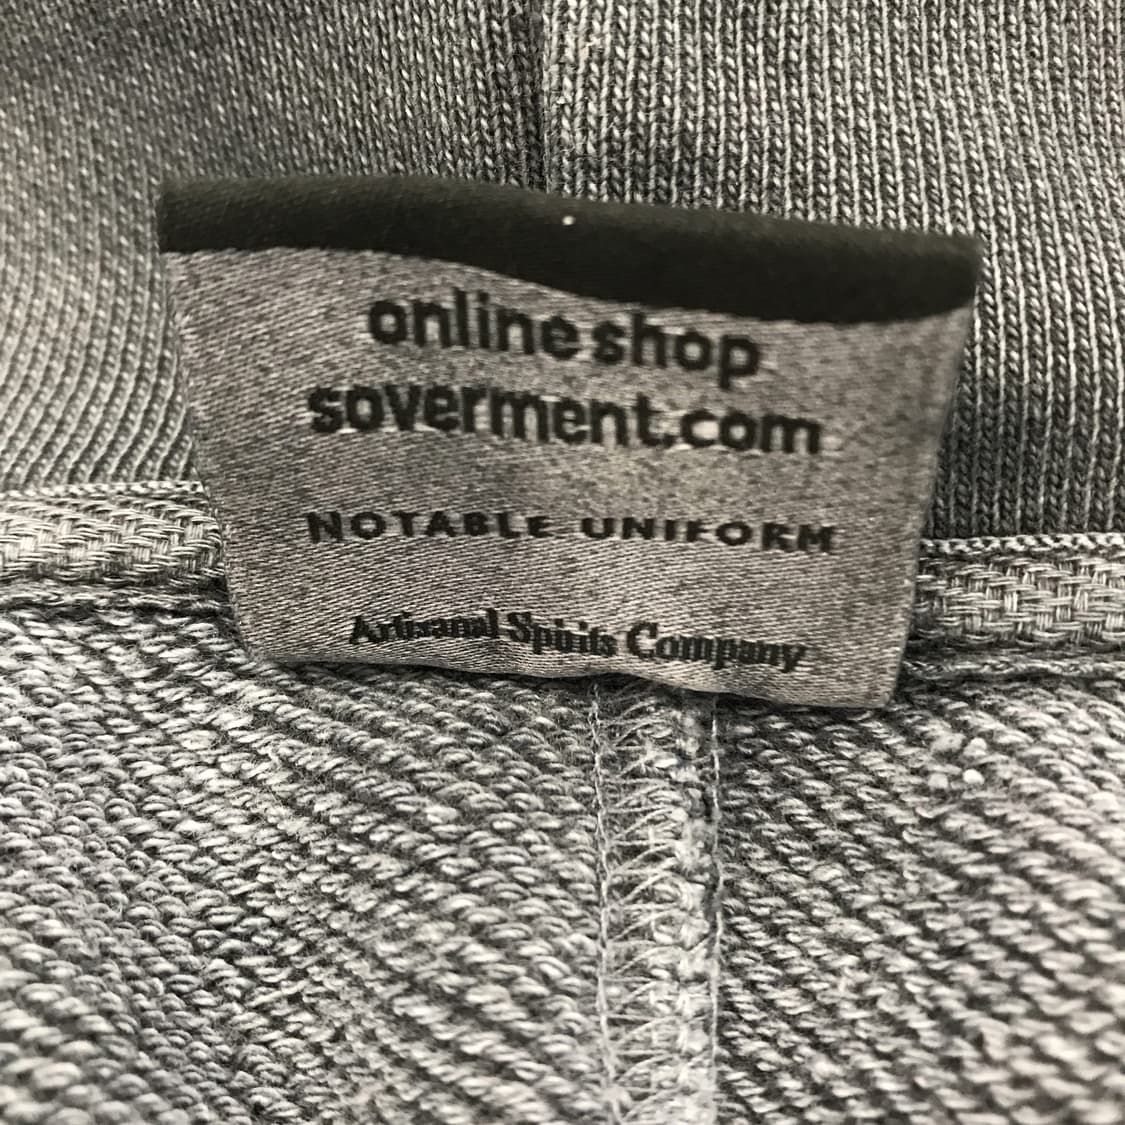 online shop
soverment.com
NOTABLE UNIFORM
Artisanal Spirits Company